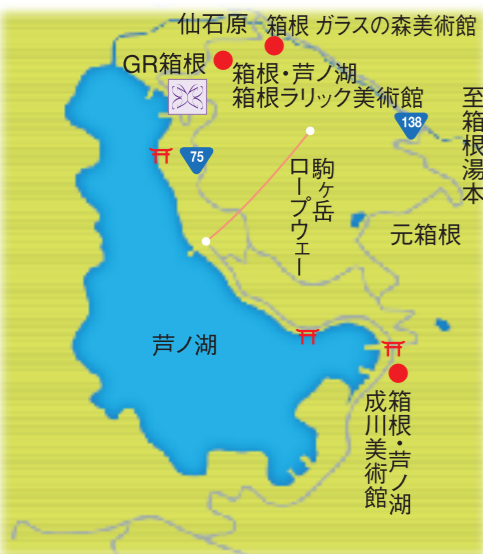 仙石原
箱根 ガラスの森美術館
GR箱根
箱根・芦ノ湖
箱根ラリック美術館
至箱根湯本
138
75
駒ヶ岳
ロープウェー
元箱根
芦ノ湖
箱根・芦ノ湖
成川美術館